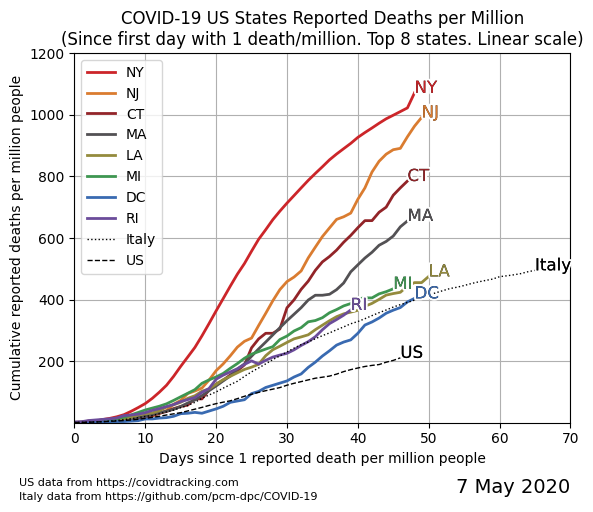 COVID-19 US States Reported Deaths per Million
(Since first day with 1 death/million. Top 8 states. Linear scale)
Cumulative reported deaths per million people
1200
1000
800
600
400
200
NY
NJ
CT
MA
LA
MI
DC
RI
Italy
US
NY
NJ
CT
MA
Italy
LA
MI
DC
RI
US
0 10 20 30 40 50 60 70
Days since 1 reported death per million people
US data from https://covidtracking.com
Italy data from https://github.com/pcm-dpc/COVID-19
7 May 2020